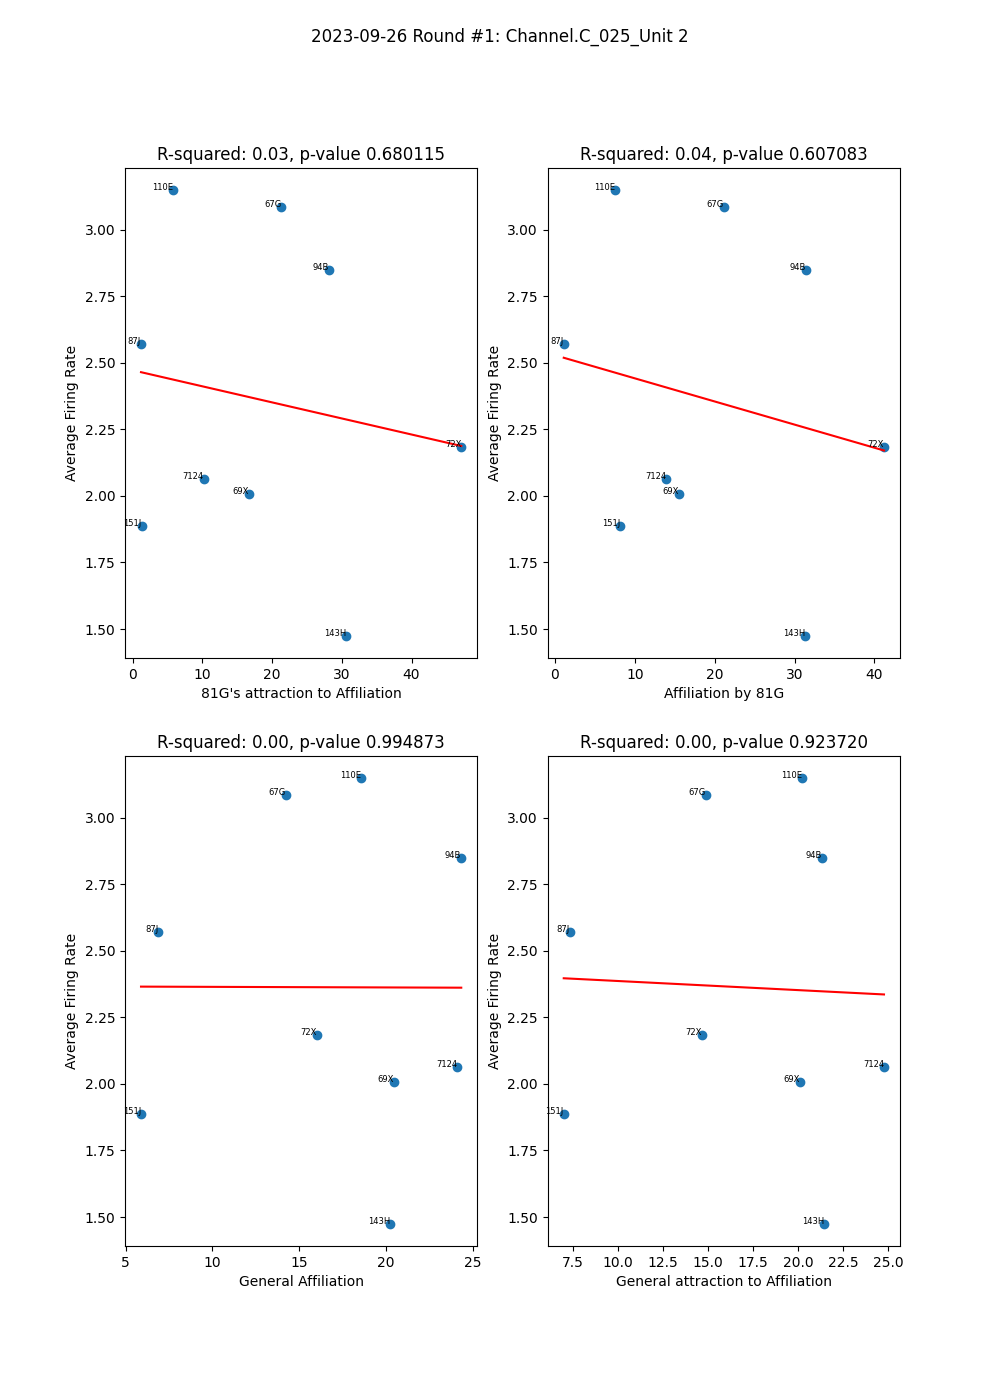 2023-09-26 Round #1: Channel.C_025_Unit 2
R-squared: 0.03, p-value 0.680115
110E
67G
94B
87J
72X
7124
69X
151J
143H
3.00
2.75
2.50
2.25
2.00
1.75
1.50
Average Firing Rate
0 10 20 30 40
81G's attraction to Affiliation
R-squared: 0.04, p-value 0.607083
110E
67G
94B
87J
72X
7124
69X
151J
143H
3.00
2.75
2.50
2.25
2.00
1.75
1.50
Average Firing Rate
0 10 20 30 40
Affiliation by 81G
R-squared: 0.00, p-value 0.994873
110E
67G
94B
87J
72X
7124
69X
151J
143H
3.00
2.75
2.50
2.25
2.00
1.75
1.50
Average Firing Rate
5 10 15 20 25
General Affiliation
R-squared: 0.00, p-value 0.923720
110E
67G
94B
87J
72X
7124
69X
151J
143H
3.00
2.75
2.50
2.25
2.00
1.75
1.50
Average Firing Rate
7.5 10.0 12.5 15.0 17.5 20.0 22.5 25.0
General attraction to Affiliation